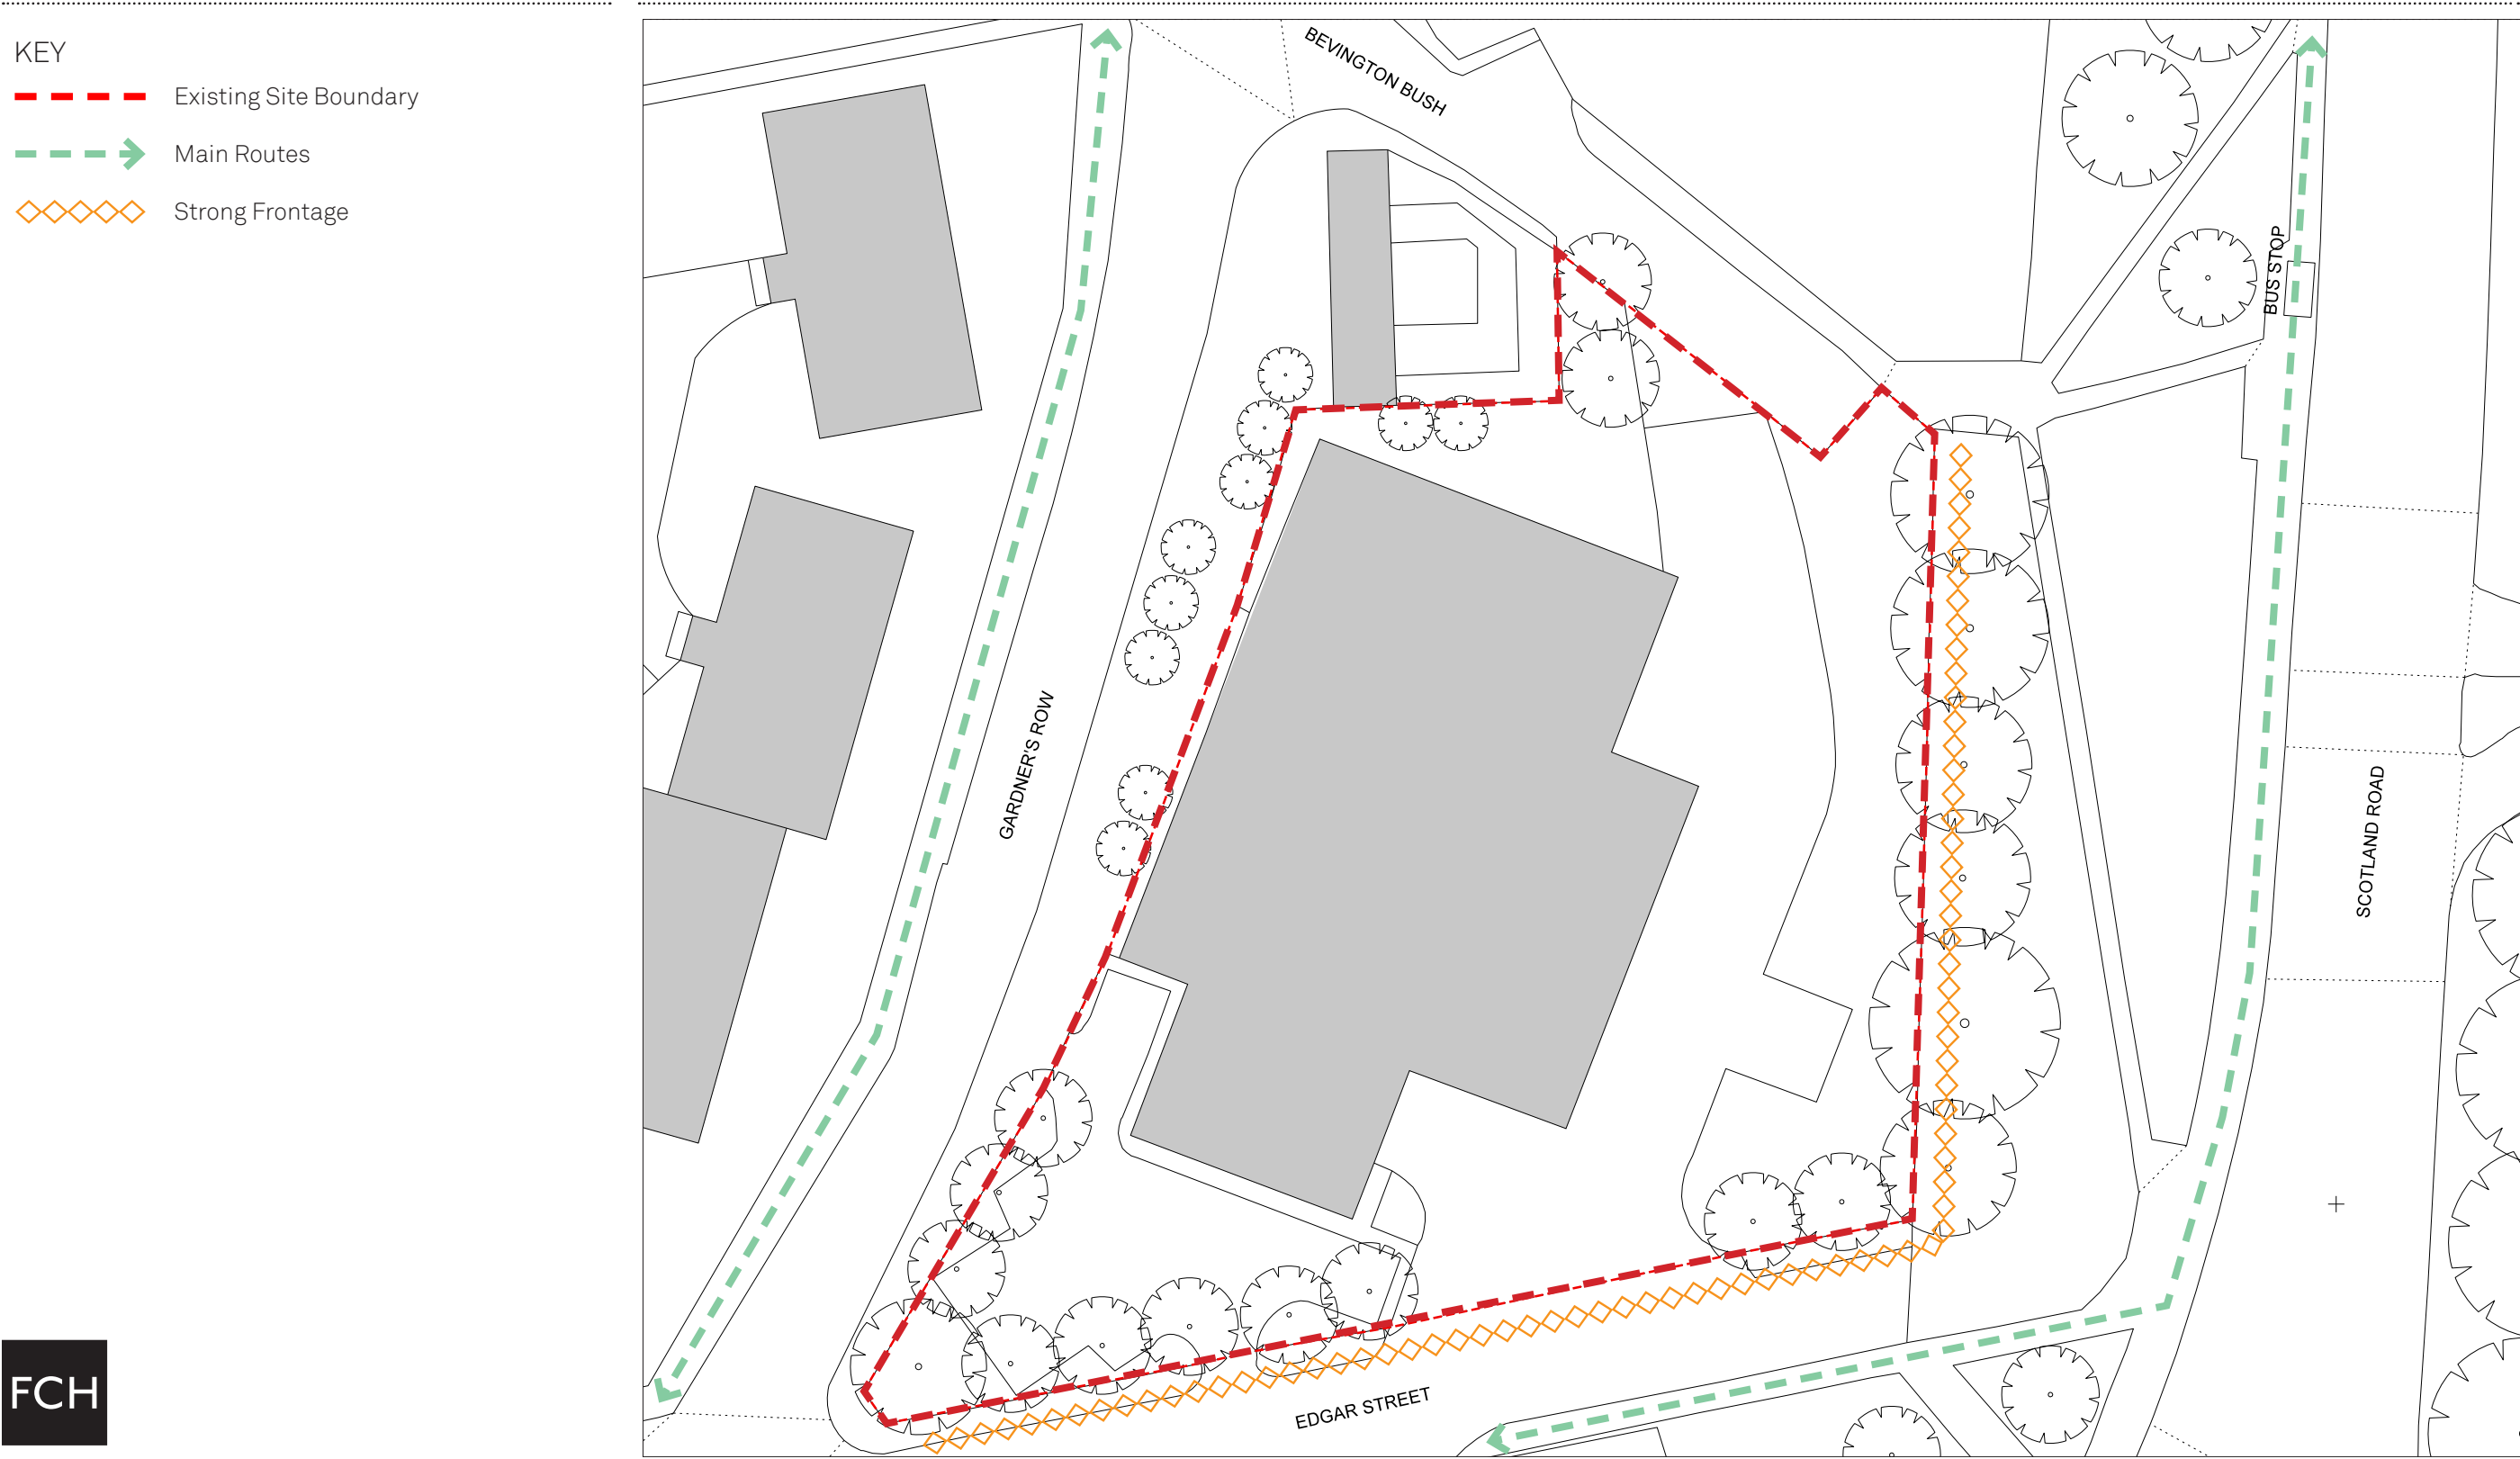 KEY
Existing Site Boundary
Main Routes
Strong Frontage
BEVINGTON BUSH
BUS STOP
GARDNER'S ROW
SCOTLAND ROAD
EDGAR STREET
FCH